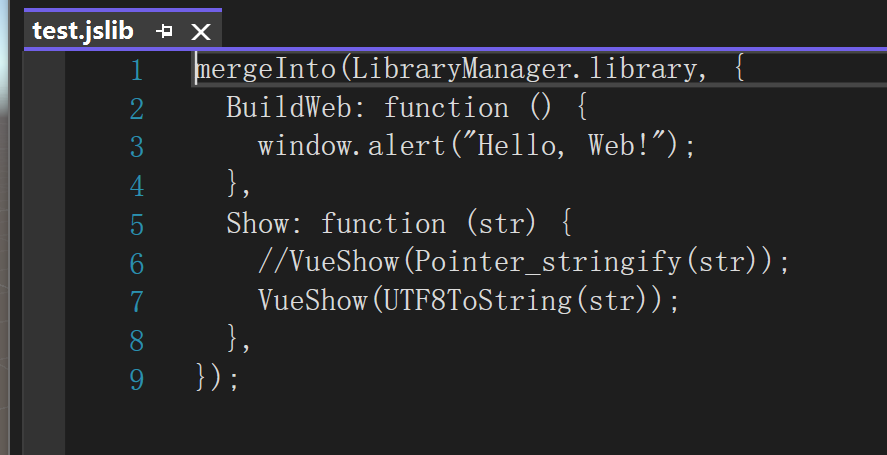 test.jslib
1 mergeInto(LibraryManager.library, {
2   BuildWeb: function () {
3     window.alert("Hello, Web!");
4   },
5   Show: function (str) {
6     //VueShow(Pointer_stringify(str));
7     VueShow(UTF8ToString(str));
8   },
9 });